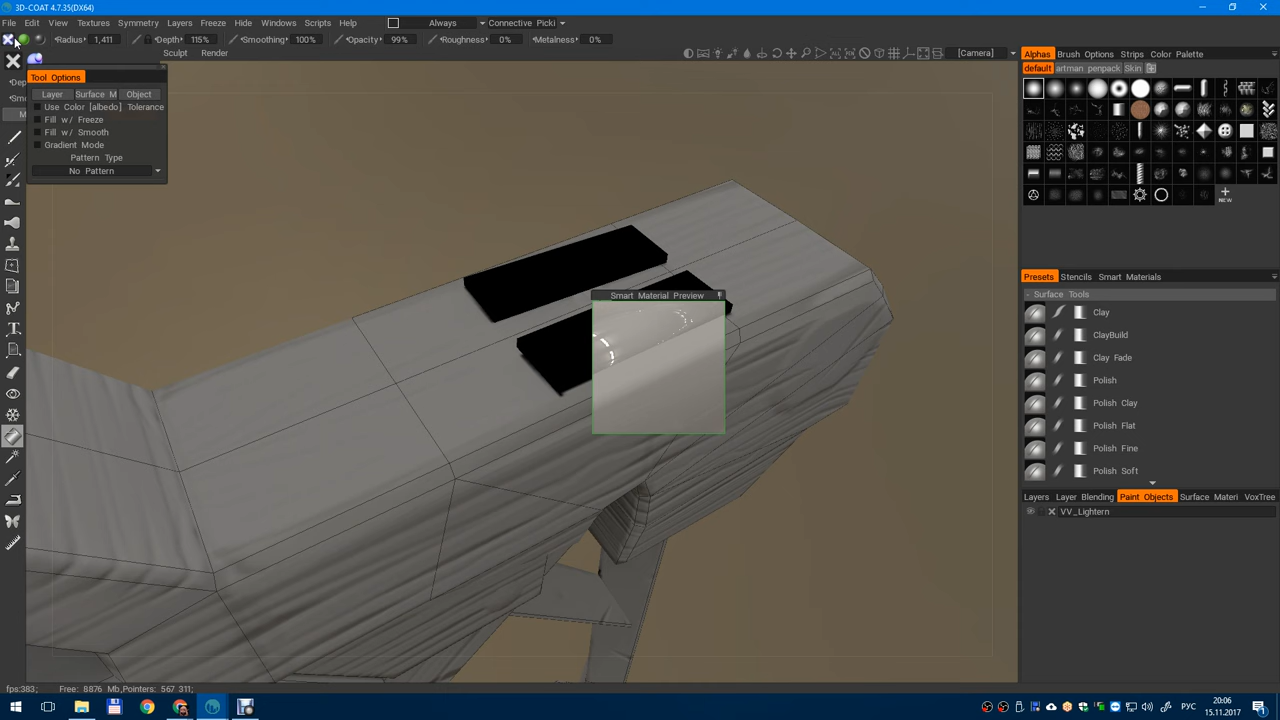 3D-COAT 4.7.35(DX64)
File Edit View Textures Symmetry Layers Freeze Hide Windows Scripts Help Always Connective Picki
Radius: 1,411 Depth: 115% Smoothing: 100% Opacity: 99% Roughness: 0% Metalness: 0%
Sculpt Render [Camera]
Alphas Brush Options Strips Color Palette
default artman penpack Skin
NEW
Tool Options
Layer Surface M Object
Use Color [albedo] Tolerance
Fill w/ Freeze
Fill w/ Smooth
Gradient Mode
Pattern Type
No Pattern
Smart Material Preview
Presets Stencils Smart Materials
- Surface Tools
Clay
ClayBuild
Clay Fade
Polish
Polish Clay
Polish Flat
Polish Fine
Polish Soft
Layers Layer Blending Paint Objects Surface Materi VoxTree
VV_Lightern
fps:383; Free: 8876 Mb,Pointers: 567 311;
РУС
20:06
15.11.2017